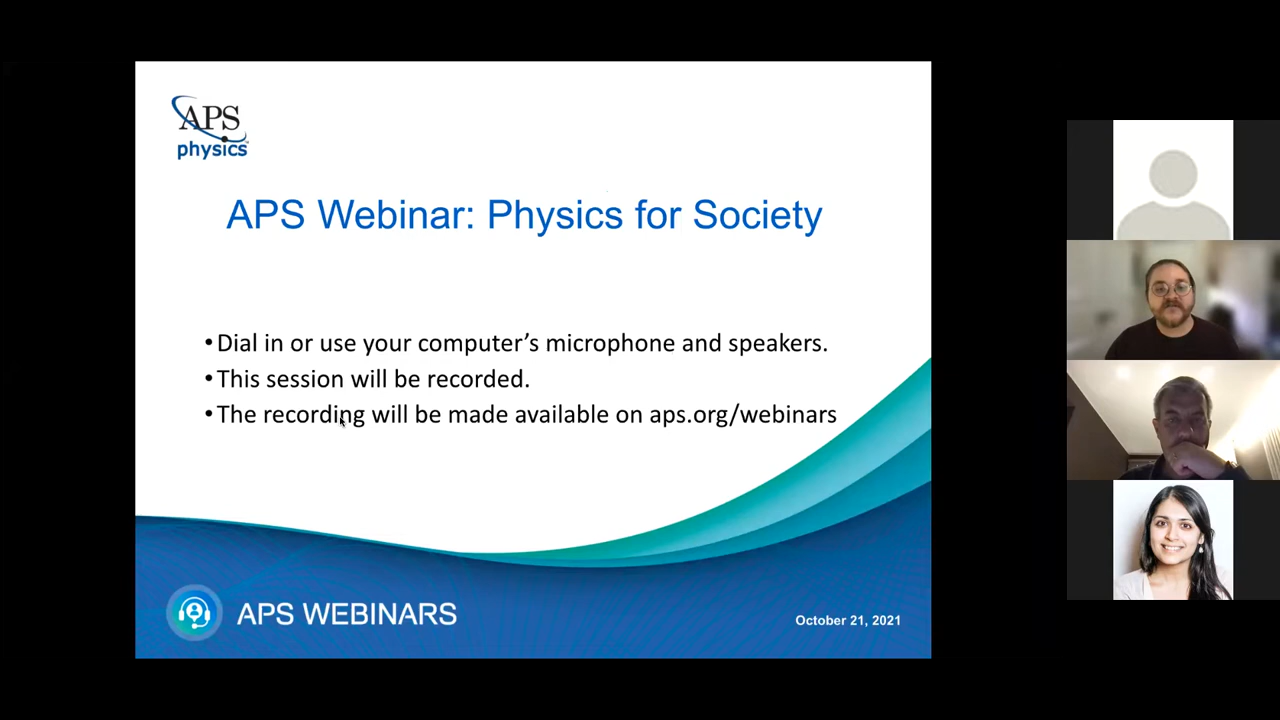 APS
physics
APS Webinar: Physics for Society
•Dial in or use your computer’s microphone and speakers.
•This session will be recorded.
•The recording will be made available on aps.org/webinars
APS WEBINARS
October 21, 2021